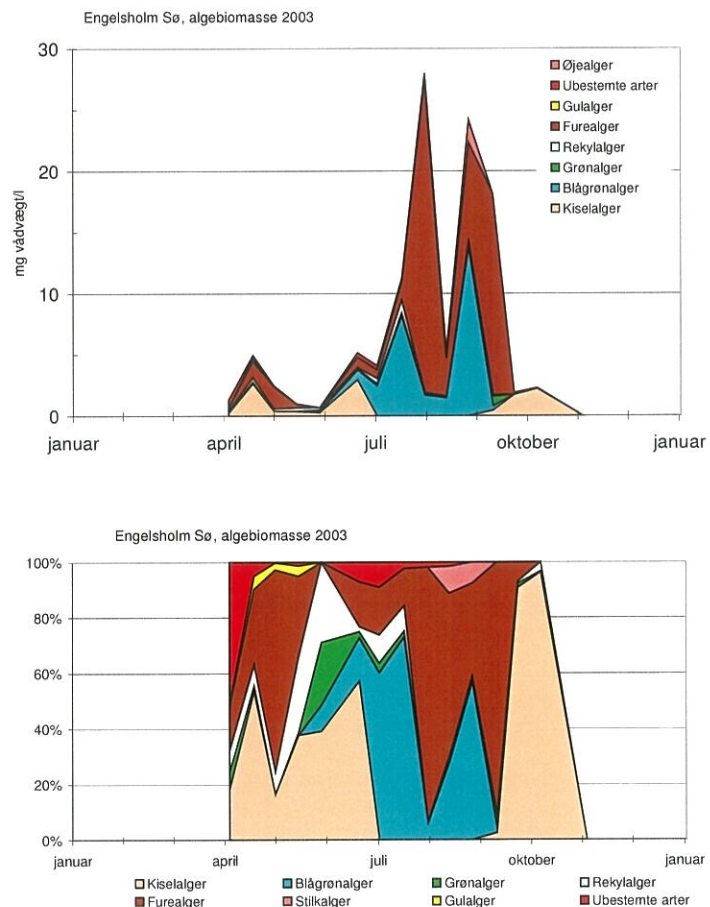 Engelsholm Sø, algebiomasse 2003
30
20
10
0
mg vådvægt/l
Øjealger
Ubestemte arter
Gulalger
Furealger
Rekylalger
Grønalger
Blågrønalger
Kiselalger
januar april juli oktober januar
Engelsholm Sø, algebiomasse 2003
100%
80%
60%
40%
20%
0%
januar april juli oktober januar
Kiselalger Blågrønalger Grønalger Rekylalger
Furealger Stilkalger Gulalger Ubestemte arter